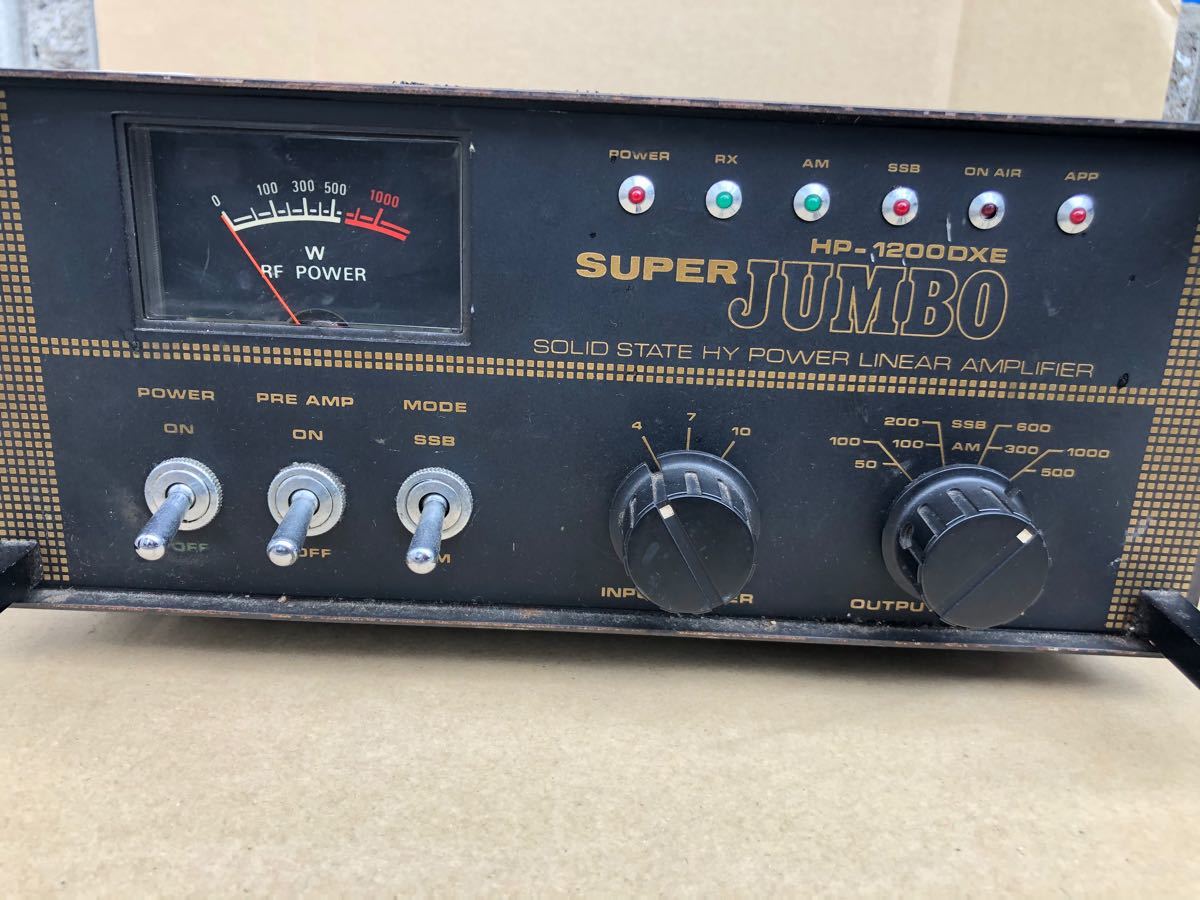 0 100 300 500 1000
W
RF POWER
POWER RX AM SSB ON AIR APP
HP-1200DXE
SUPER JUMBO
SOLID STATE HY POWER LINEAR AMPLIFIER
POWER PRE AMP MODE
ON ON SSB
OFF
4 7 10
200 SSB 600
100 100 AM 300 1000
50 500